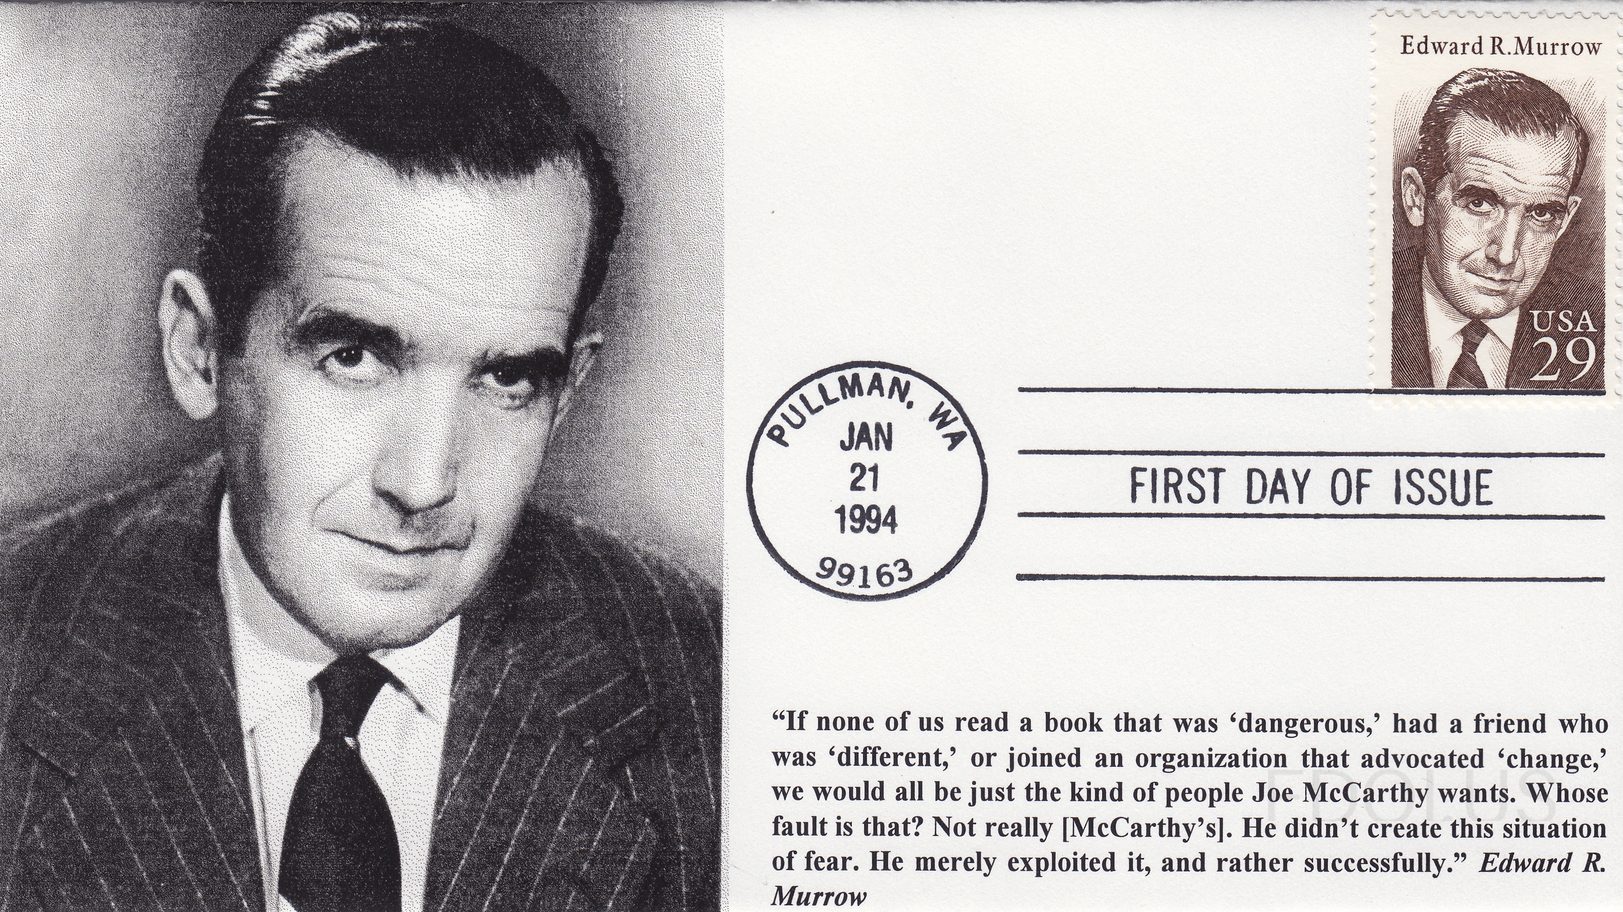 Edward R. Murrow
USA
29
PULLMAN, WA
JAN
21
1994
99163
FIRST DAY OF ISSUE
“If none of us read a book that was ‘dangerous,’ had a friend who
was ‘different,’ or joined an organization that advocated ‘change,’
we would all be just the kind of people Joe McCarthy wants. Whose
fault is that? Not really [McCarthy’s]. He didn’t create this situation
of fear. He merely exploited it, and rather successfully.” Edward R.
Murrow